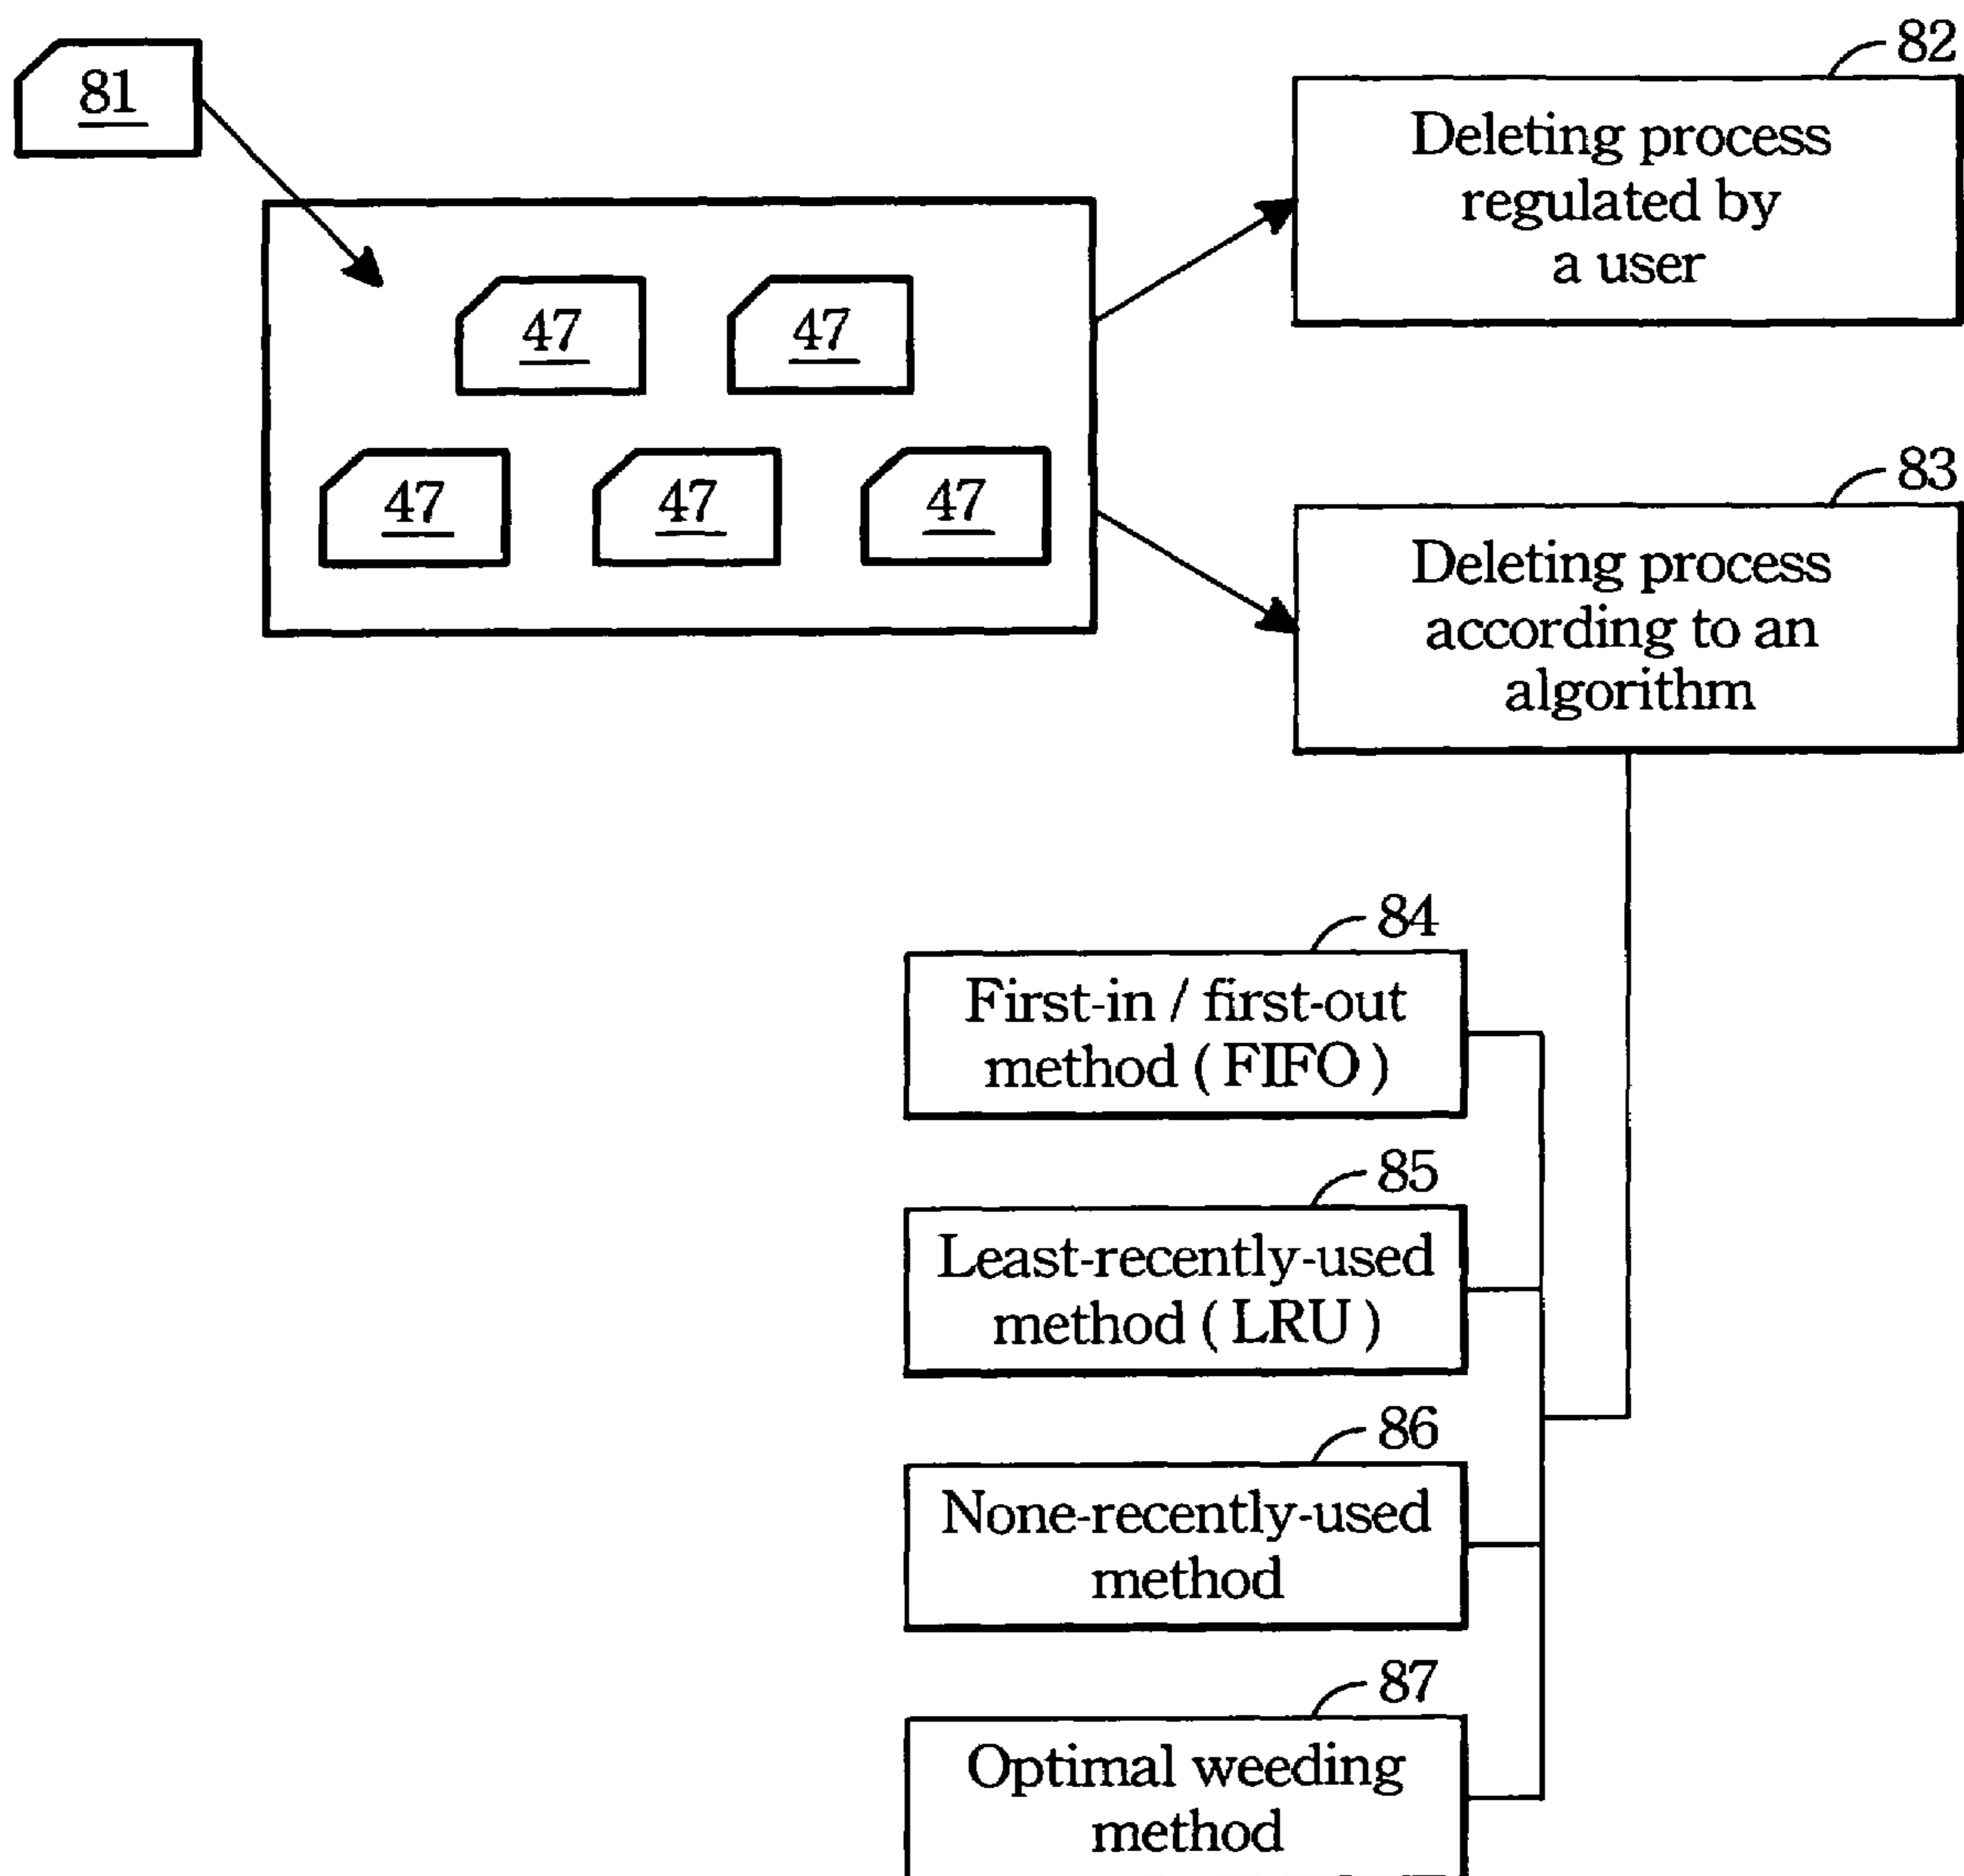 81
82
Deleting process
regulated by
a user
47
47
47
47
47
83
Deleting process
according to an
algorithm
84
First-in / first-out
method ( FIFO )
85
Least-recently-used
method ( LRU )
86
None-recently-used
method
87
Optimal weeding
method